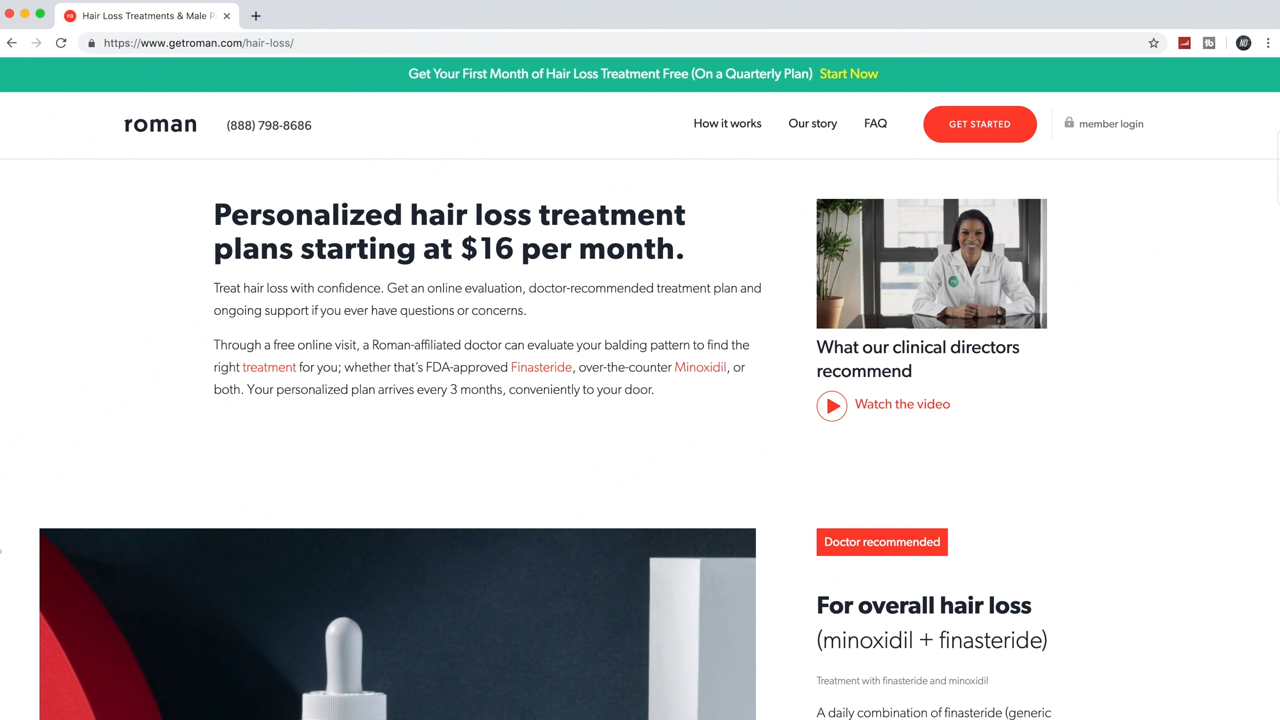 Hair Loss Treatments & Male P
https://www.getroman.com/hair-loss/
Get Your First Month of Hair Loss Treatment Free (On a Quarterly Plan) Start Now
roman
(888) 798-8686
How it works
Our story
FAQ
GET STARTED
member login
Personalized hair loss treatment
plans starting at $16 per month.
Treat hair loss with confidence. Get an online evaluation, doctor-recommended treatment plan and
ongoing support if you ever have questions or concerns.
Through a free online visit, a Roman-affiliated doctor can evaluate your balding pattern to find the
right treatment for you; whether that's FDA-approved Finasteride, over-the-counter Minoxidil, or
both. Your personalized plan arrives every 3 months, conveniently to your door.
What our clinical directors
recommend
Watch the video
Doctor recommended
For overall hair loss
(minoxidil + finasteride)
Treatment with finasteride and minoxidil
A daily combination of finasteride (generic